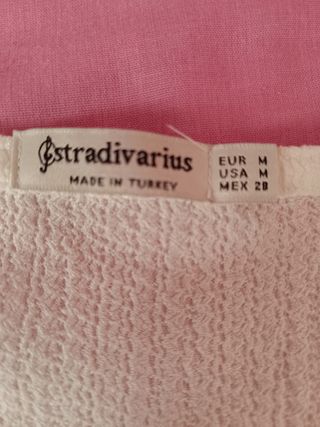 stradivarius
MADE IN TURKEY
EUR M
USA M
MEX 28